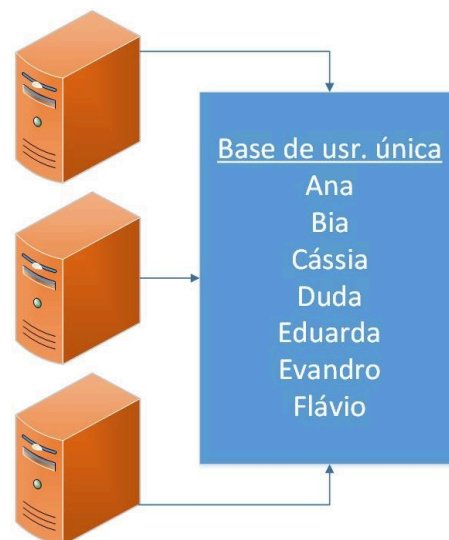 Base de usr. única
Ana
Bia
Cássia
Duda
Eduarda
Evandro
Flávio